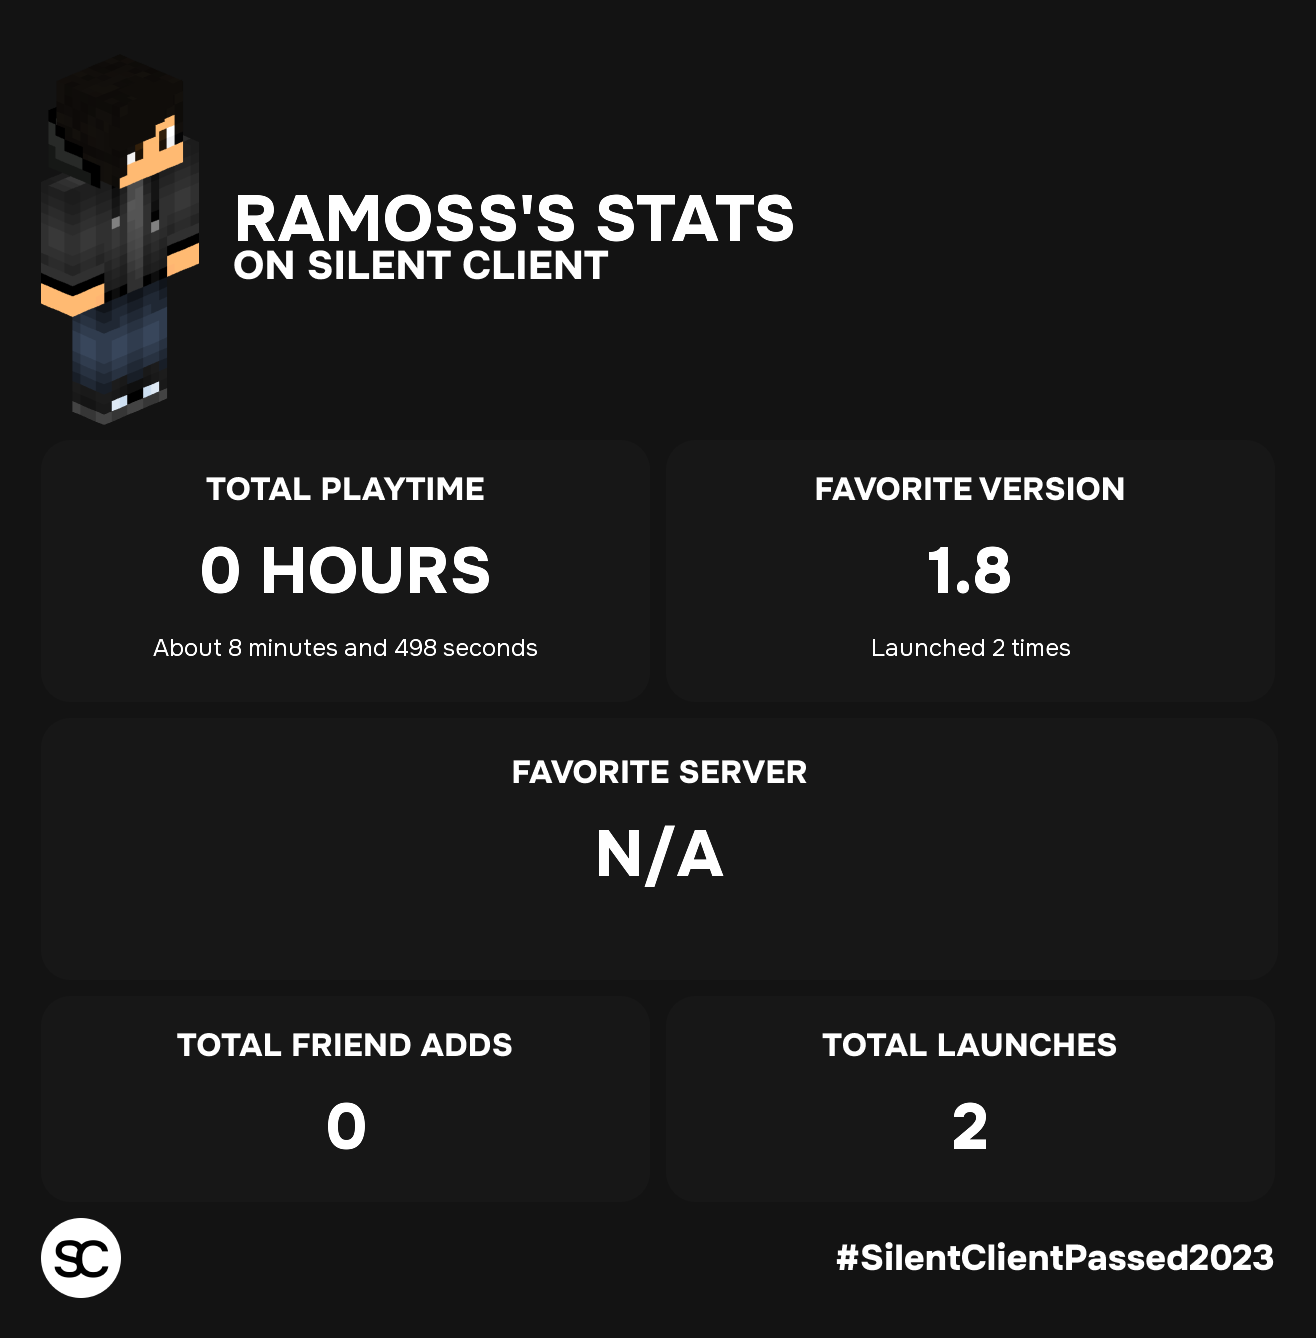 RAMOSS'S STATS
ON SILENT CLIENT
TOTAL PLAYTIME
0 HOURS
About 8 minutes and 498 seconds
FAVORITE VERSION
1.8
Launched 2 times
FAVORITE SERVER
N/A
TOTAL FRIEND ADDS
0
TOTAL LAUNCHES
2
SC
#SilentClientPassed2023